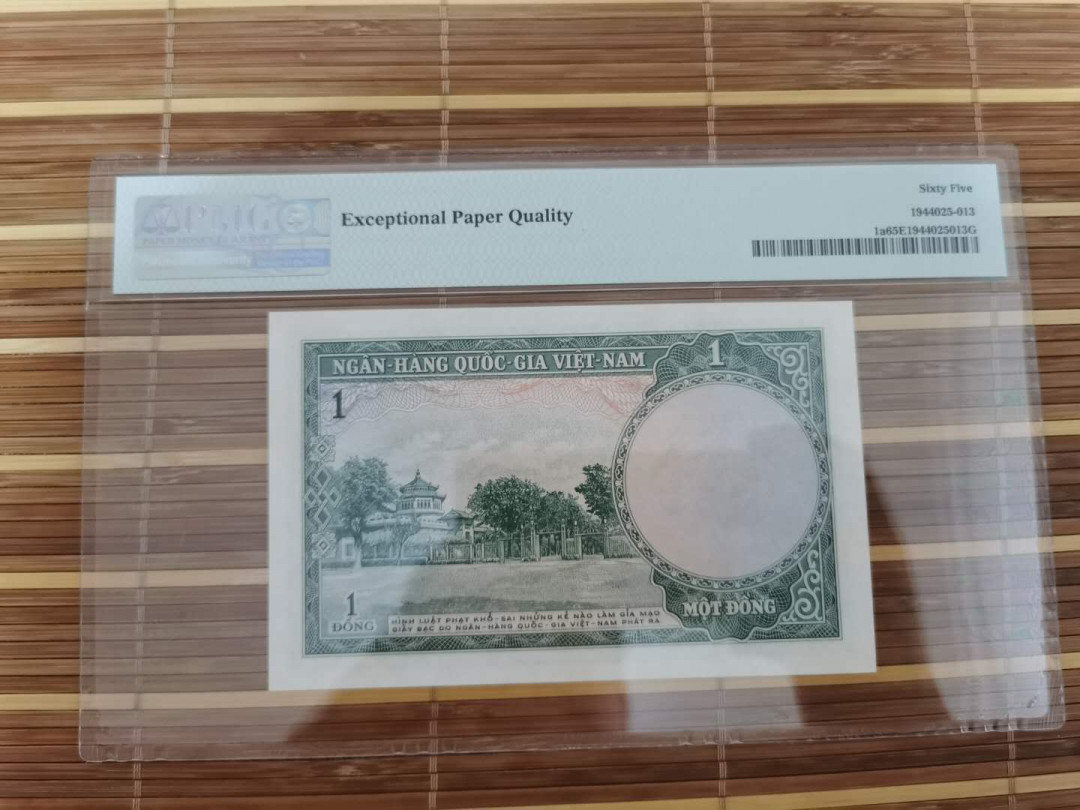 Sixty Five
Exceptional Paper Quality
1944025-013
1a65E1944025013G
NGÂN-HÀNG QUỐC-GIA VIỆT-NAM
1
1
1
ĐỒNG
HÌNH LUẬT PHẠT KHỔ-SAI NHỮNG KẺ NÀO LÀM GIẢ MẠO
GIẤY BẠC DO NGÂN-HÀNG QUỐC-GIA VIỆT-NAM PHÁT RA
MỘT ĐỒNG